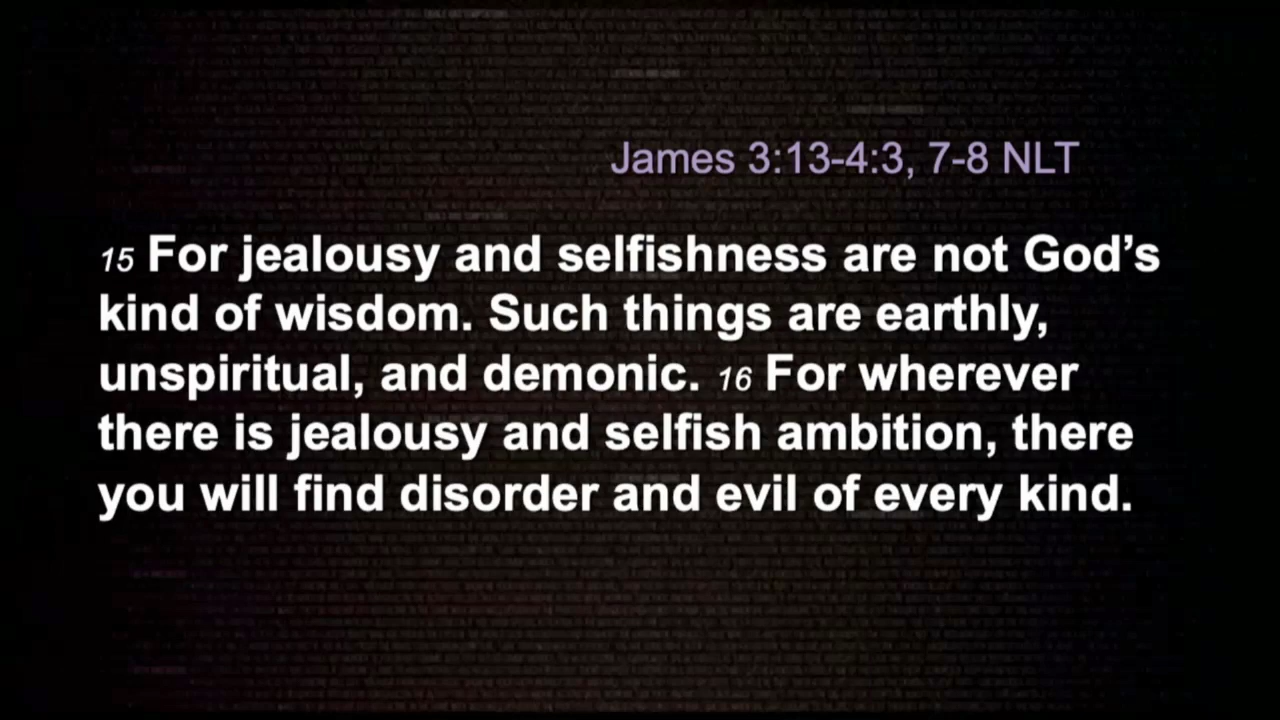 James 3:13-4:3, 7-8 NLT
15 For jealousy and selfishness are not God’s
kind of wisdom. Such things are earthly,
unspiritual, and demonic. 16 For wherever
there is jealousy and selfish ambition, there
you will find disorder and evil of every kind.